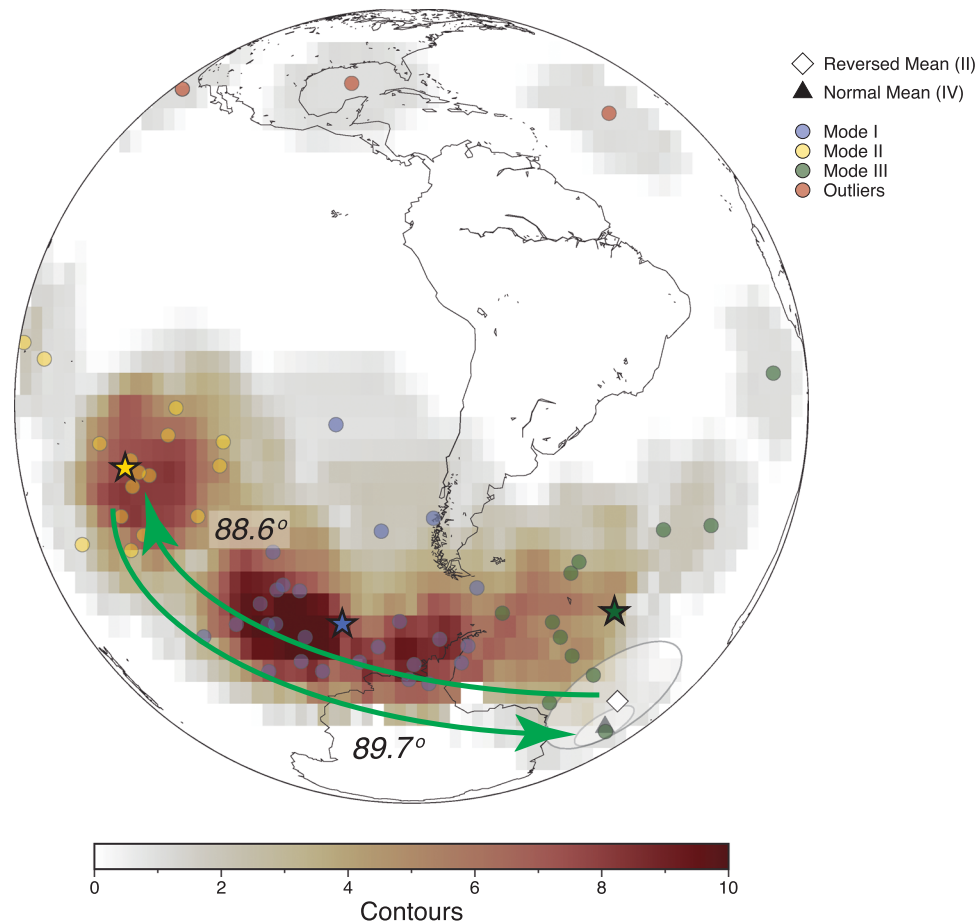 Reversed Mean (II)
Normal Mean (IV)
Mode I
Mode II
Mode III
Outliers
88.6°
89.7°
0 2 4 6 8 10
Contours